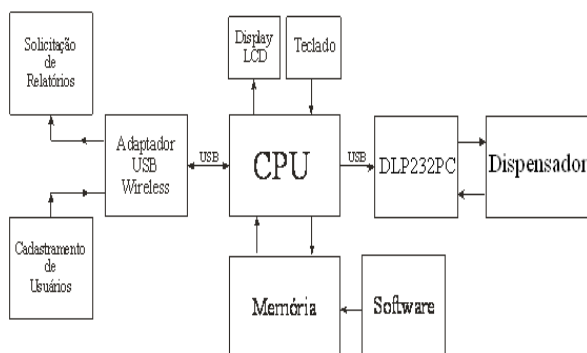 Solicitação
de
Relatórios
Display
LCD
Teclado
Adaptador
USB
Wireless
USB
CPU
USB
DLP232PC
Dispensador
Cadastramento
de
Usuários
Memória
Software